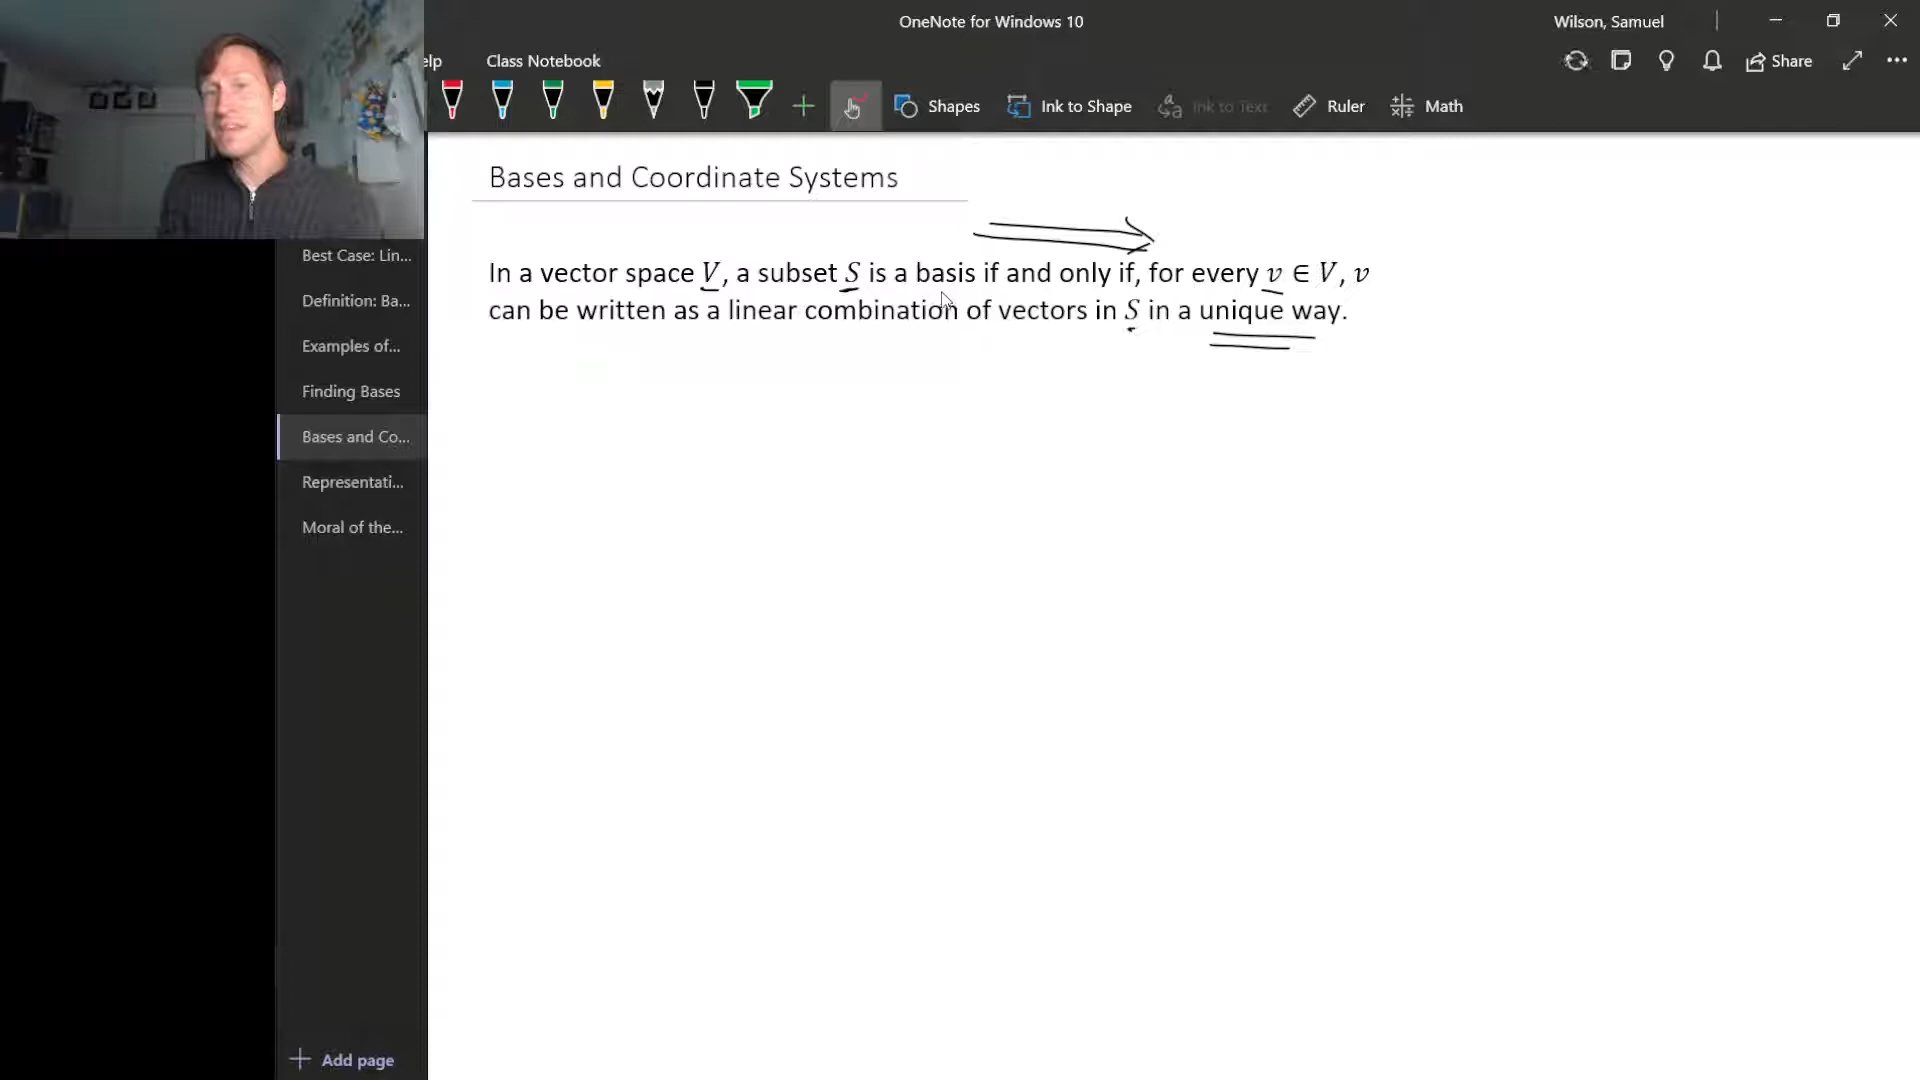 OneNote for Windows 10
Wilson, Samuel
elp
Class Notebook
Share
Shapes
Ink to Shape
Ink to Text
Ruler
Math
Bases and Coordinate Systems
In a vector space V, a subset S is a basis if and only if, for every v ∈ V, v
can be written as a linear combination of vectors in S in a unique way.
Best Case: Lin...
Definition: Ba...
Examples of...
Finding Bases
Bases and Co...
Representati...
Moral of the...
Add page